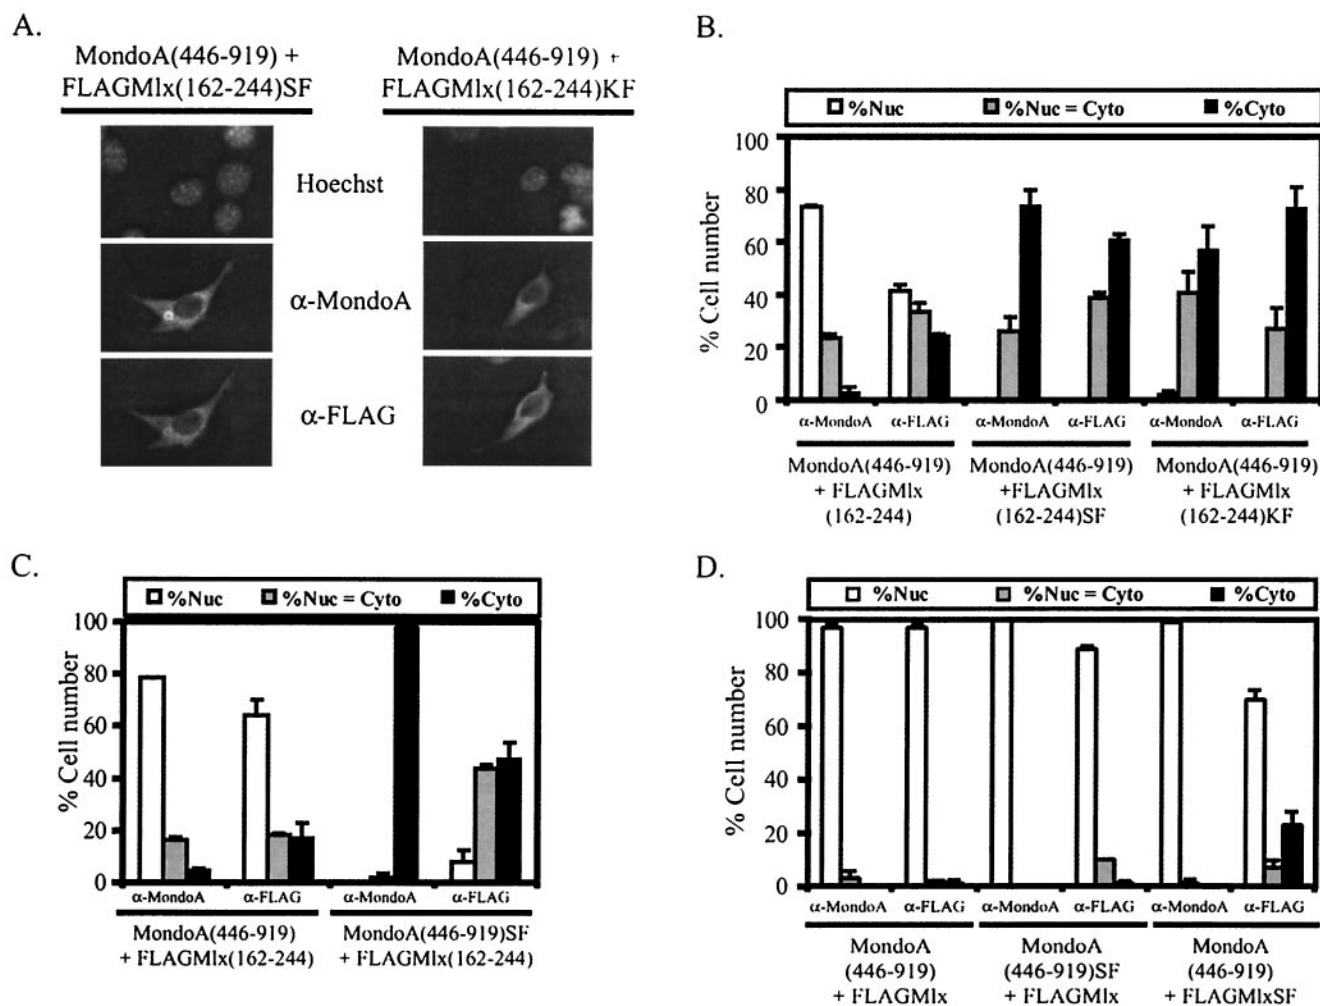 A.
MondoA(446-919) +
FLAGMlx(162-244)SF
MondoA(446-919) +
FLAGMlx(162-244)KF
Hoechst
α-MondoA
α-FLAG
B.
%Nuc %Nuc = Cyto %Cyto
% Cell number
100
80
60
40
20
0
α-MondoA α-FLAG α-MondoA α-FLAG α-MondoA α-FLAG
MondoA(446-919)
+ FLAGMlx
(162-244)
MondoA(446-919)
+FLAGMlx
(162-244)SF
MondoA(446-919)
+ FLAGMlx
(162-244)KF
C.
%Nuc %Nuc = Cyto %Cyto
% Cell number
100
80
60
40
20
0
α-MondoA α-FLAG α-MondoA α-FLAG
MondoA(446-919)
+ FLAGMlx(162-244)
MondoA(446-919)SF
+ FLAGMlx(162-244)
D.
%Nuc %Nuc = Cyto %Cyto
% Cell number
100
80
60
40
20
0
α-MondoA α-FLAG α-MondoA α-FLAG α-MondoA α-FLAG
MondoA
(446-919)
+ FLAGMlx
MondoA
(446-919)SF
+ FLAGMlx
MondoA
(446-919)
+ FLAGMlxSF